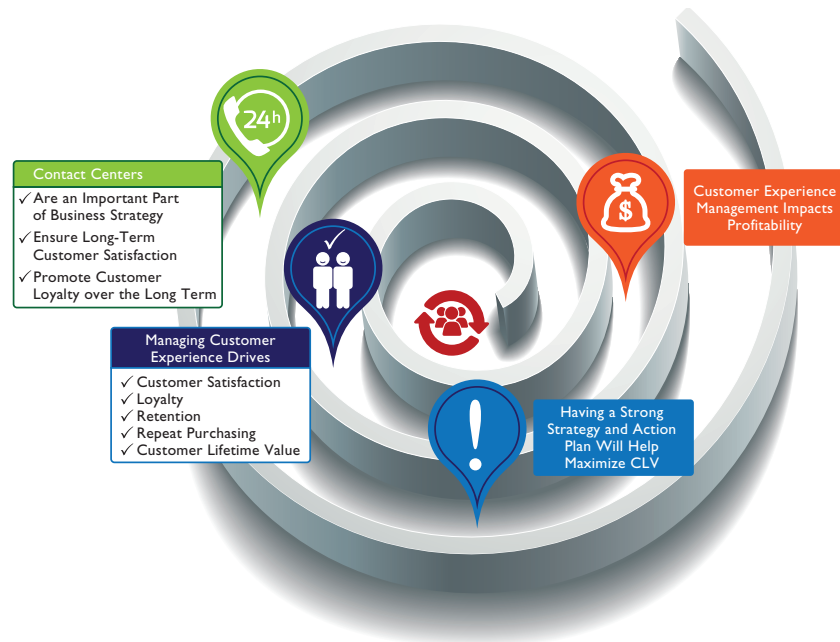 24h
Contact Centers
✓ Are an Important Part
of Business Strategy
✓ Ensure Long-Term
Customer Satisfaction
✓ Promote Customer
Loyalty over the Long Term
Managing Customer
Experience Drives
✓ Customer Satisfaction
✓ Loyalty
✓ Retention
✓ Repeat Purchasing
✓ Customer Lifetime Value
$
Customer Experience
Management Impacts
Profitability
!
Having a Strong
Strategy and Action
Plan Will Help
Maximize CLV